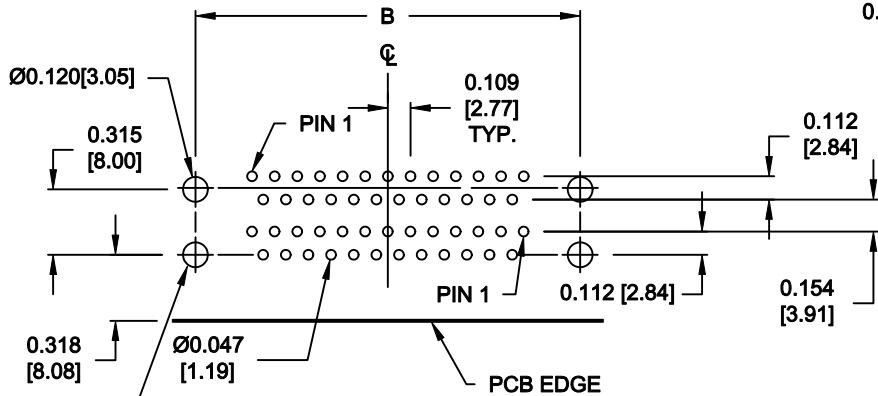 B
0.
℄
Ø0.120[3.05]
0.109
[2.77]
TYP.
PIN 1
0.315
[8.00]
0.112
[2.84]
PIN 1
0.112 [2.84]
0.154
[3.91]
0.318
[8.08]
Ø0.047
[1.19]
PCB EDGE